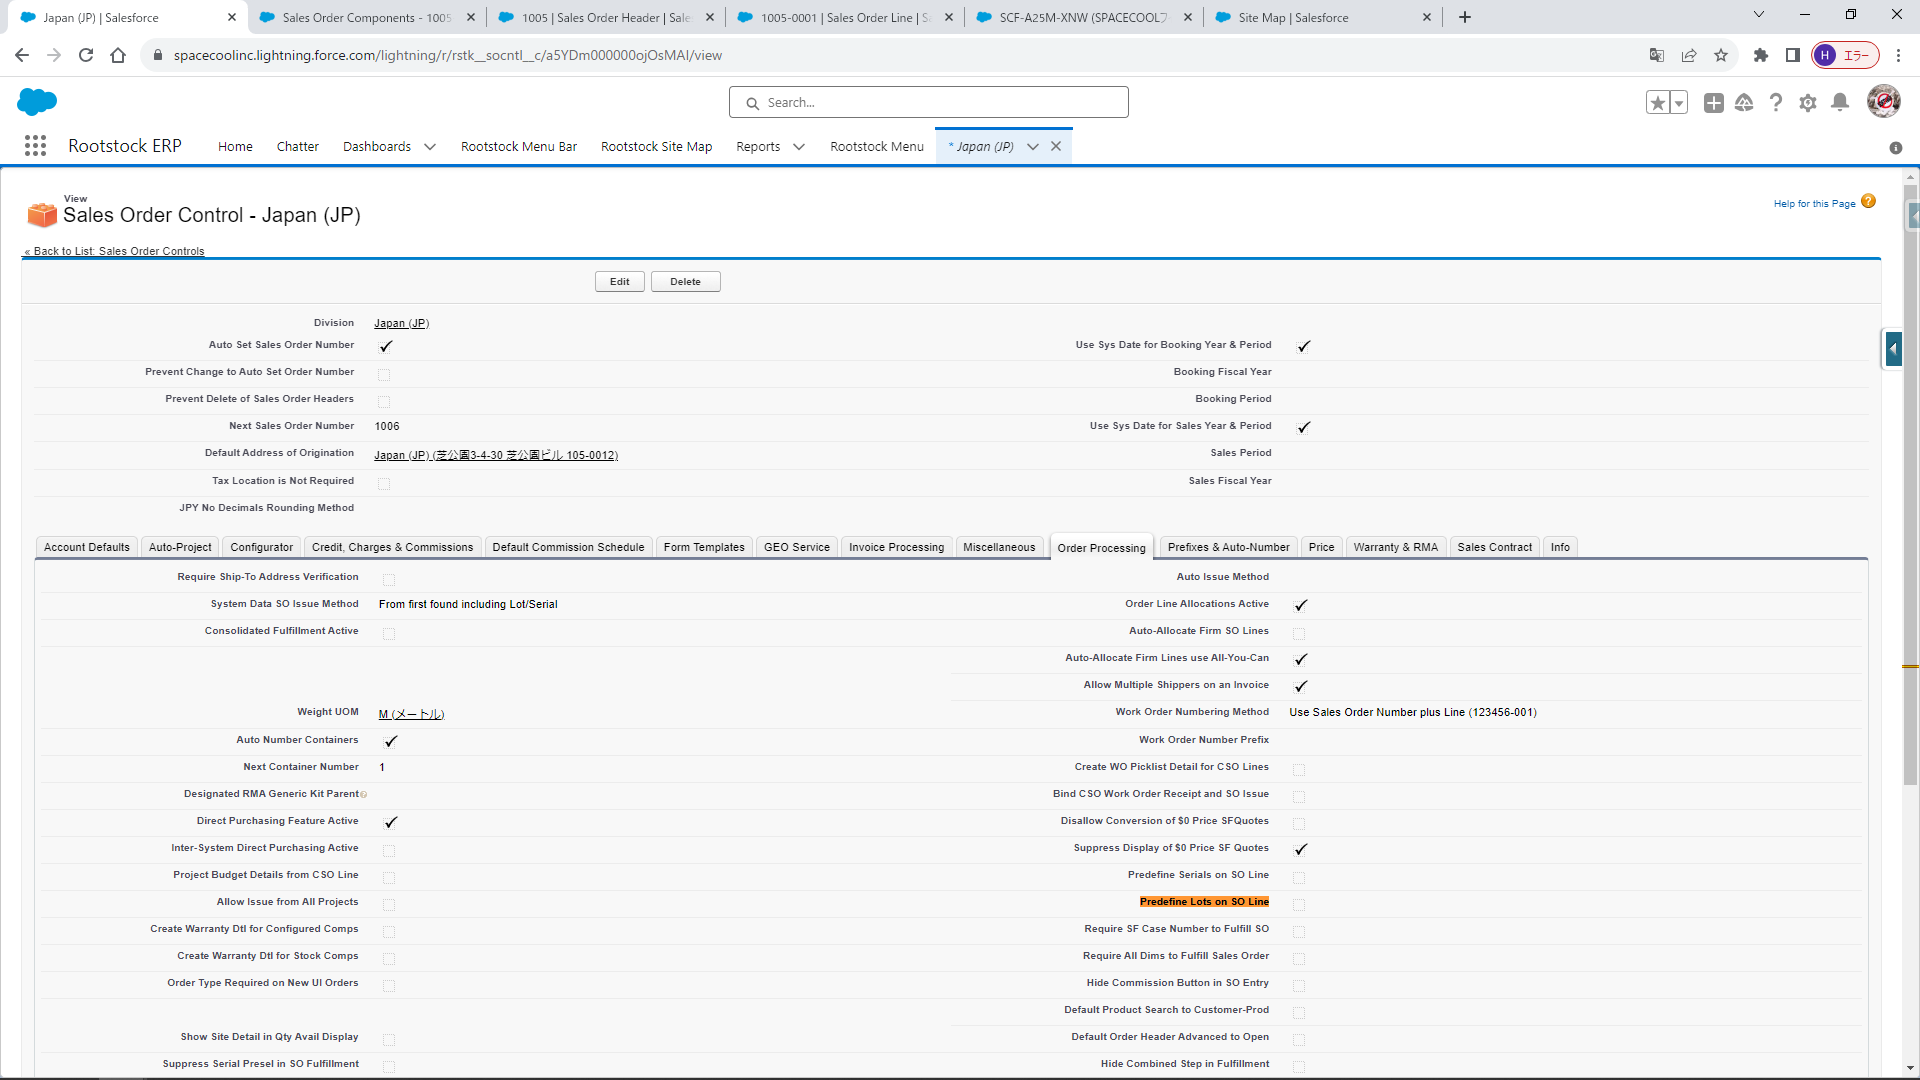 Japan (JP) | Salesforce
Sales Order Components - 1005
1005 | Sales Order Header | Sale
1005-0001 | Sales Order Line | S
SCF-A25M-XNW (SPACECOOLフ
Site Map | Salesforce
spacecoolinc.lightning.force.com/lightning/r/rstk__socntl__c/a5YDm000000ojOsMAI/view
H エラー
Search...
Rootstock ERP
Home
Chatter
Dashboards
Rootstock Menu Bar
Rootstock Site Map
Reports
Rootstock Menu
* Japan (JP)
View
Sales Order Control - Japan (JP)
Help for this Page
« Back to List: Sales Order Controls
Edit
Delete
Division Japan (JP)
Auto Set Sales Order Number
Use Sys Date for Booking Year & Period
Prevent Change to Auto Set Order Number
Booking Fiscal Year
Prevent Delete of Sales Order Headers
Booking Period
Next Sales Order Number 1006
Use Sys Date for Sales Year & Period
Default Address of Origination Japan (JP) (芝公園3-4-30 芝公園ビル 105-0012)
Sales Period
Tax Location is Not Required
Sales Fiscal Year
JPY No Decimals Rounding Method
Account Defaults
Auto-Project
Configurator
Credit, Charges & Commissions
Default Commission Schedule
Form Templates
GEO Service
Invoice Processing
Miscellaneous
Order Processing
Prefixes & Auto-Number
Price
Warranty & RMA
Sales Contract
Info
Require Ship-To Address Verification
Auto Issue Method
System Data SO Issue Method From first found including Lot/Serial
Order Line Allocations Active
Consolidated Fulfillment Active
Auto-Allocate Firm SO Lines
Auto-Allocate Firm Lines use All-You-Can
Allow Multiple Shippers on an Invoice
Weight UOM M (メートル)
Work Order Numbering Method Use Sales Order Number plus Line (123456-001)
Auto Number Containers
Work Order Number Prefix
Next Container Number 1
Create WO Picklist Detail for CSO Lines
Designated RMA Generic Kit Parent
Bind CSO Work Order Receipt and SO Issue
Direct Purchasing Feature Active
Disallow Conversion of $0 Price SFQuotes
Inter-System Direct Purchasing Active
Suppress Display of $0 Price SF Quotes
Project Budget Details from CSO Line
Predefine Serials on SO Line
Allow Issue from All Projects
Predefine Lots on SO Line
Create Warranty Dtl for Configured Comps
Require SF Case Number to Fulfill SO
Create Warranty Dtl for Stock Comps
Require All Dims to Fulfill Sales Order
Order Type Required on New UI Orders
Hide Commission Button in SO Entry
Default Product Search to Customer-Prod
Show Site Detail in Qty Avail Display
Default Order Header Advanced to Open
Suppress Serial Presel in SO Fulfillment
Hide Combined Step in Fulfillment